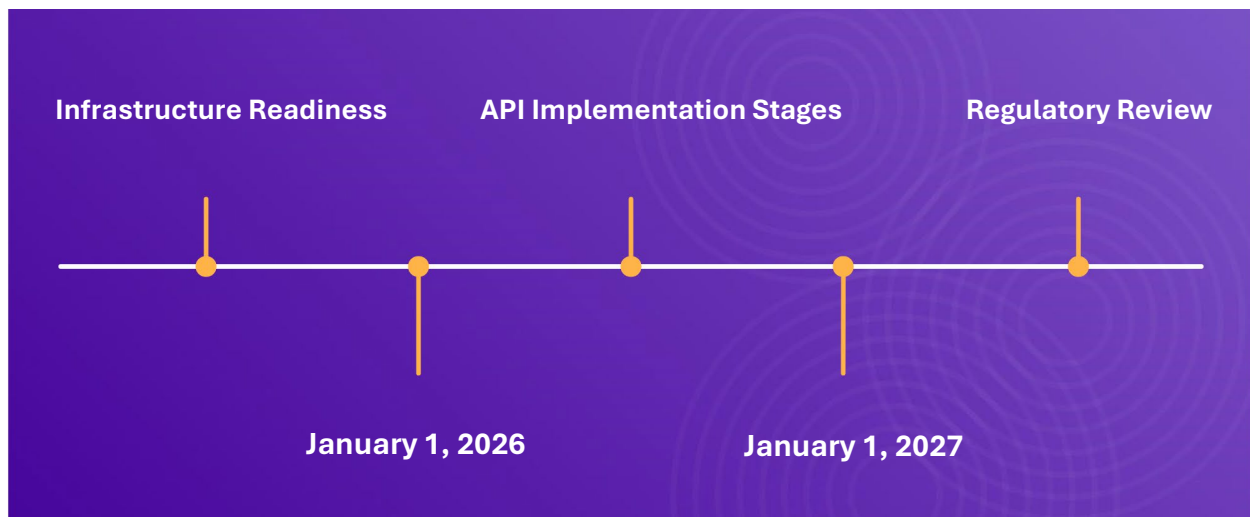 Infrastructure Readiness
API Implementation Stages
Regulatory Review
January 1, 2026
January 1, 2027